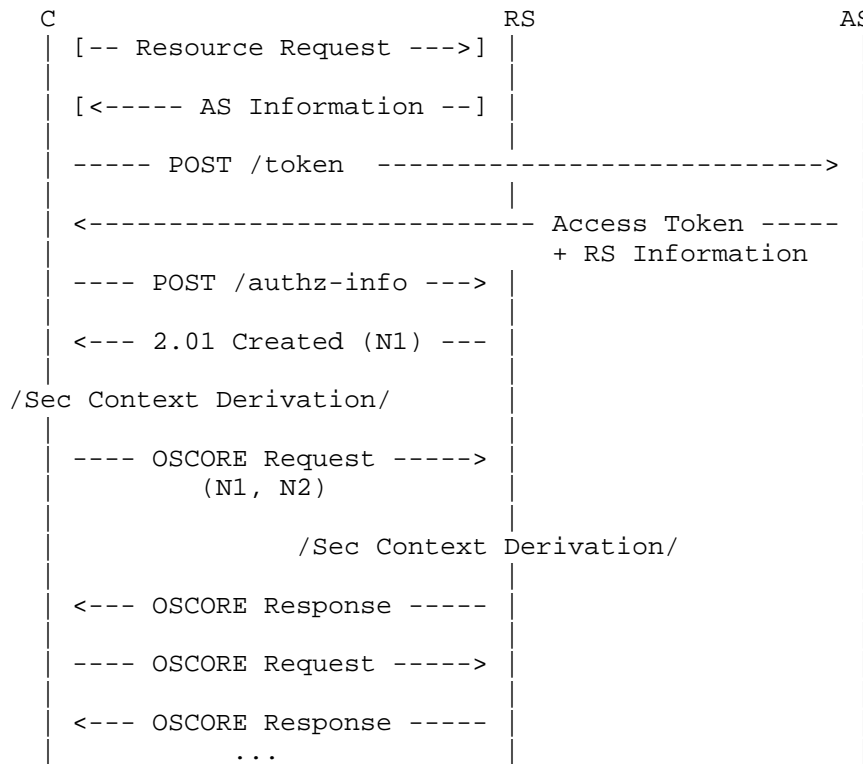 C RS AS
[-- Resource Request --->]
[<----- AS Information --]
----- POST /token ---------------------------->
<---------------------------- Access Token -----
+ RS Information
---- POST /authz-info --->
<--- 2.01 Created (N1) ---
/Sec Context Derivation/
---- OSCORE Request ----->
(N1, N2)
/Sec Context Derivation/
<--- OSCORE Response -----
---- OSCORE Request ----->
<--- OSCORE Response -----
...